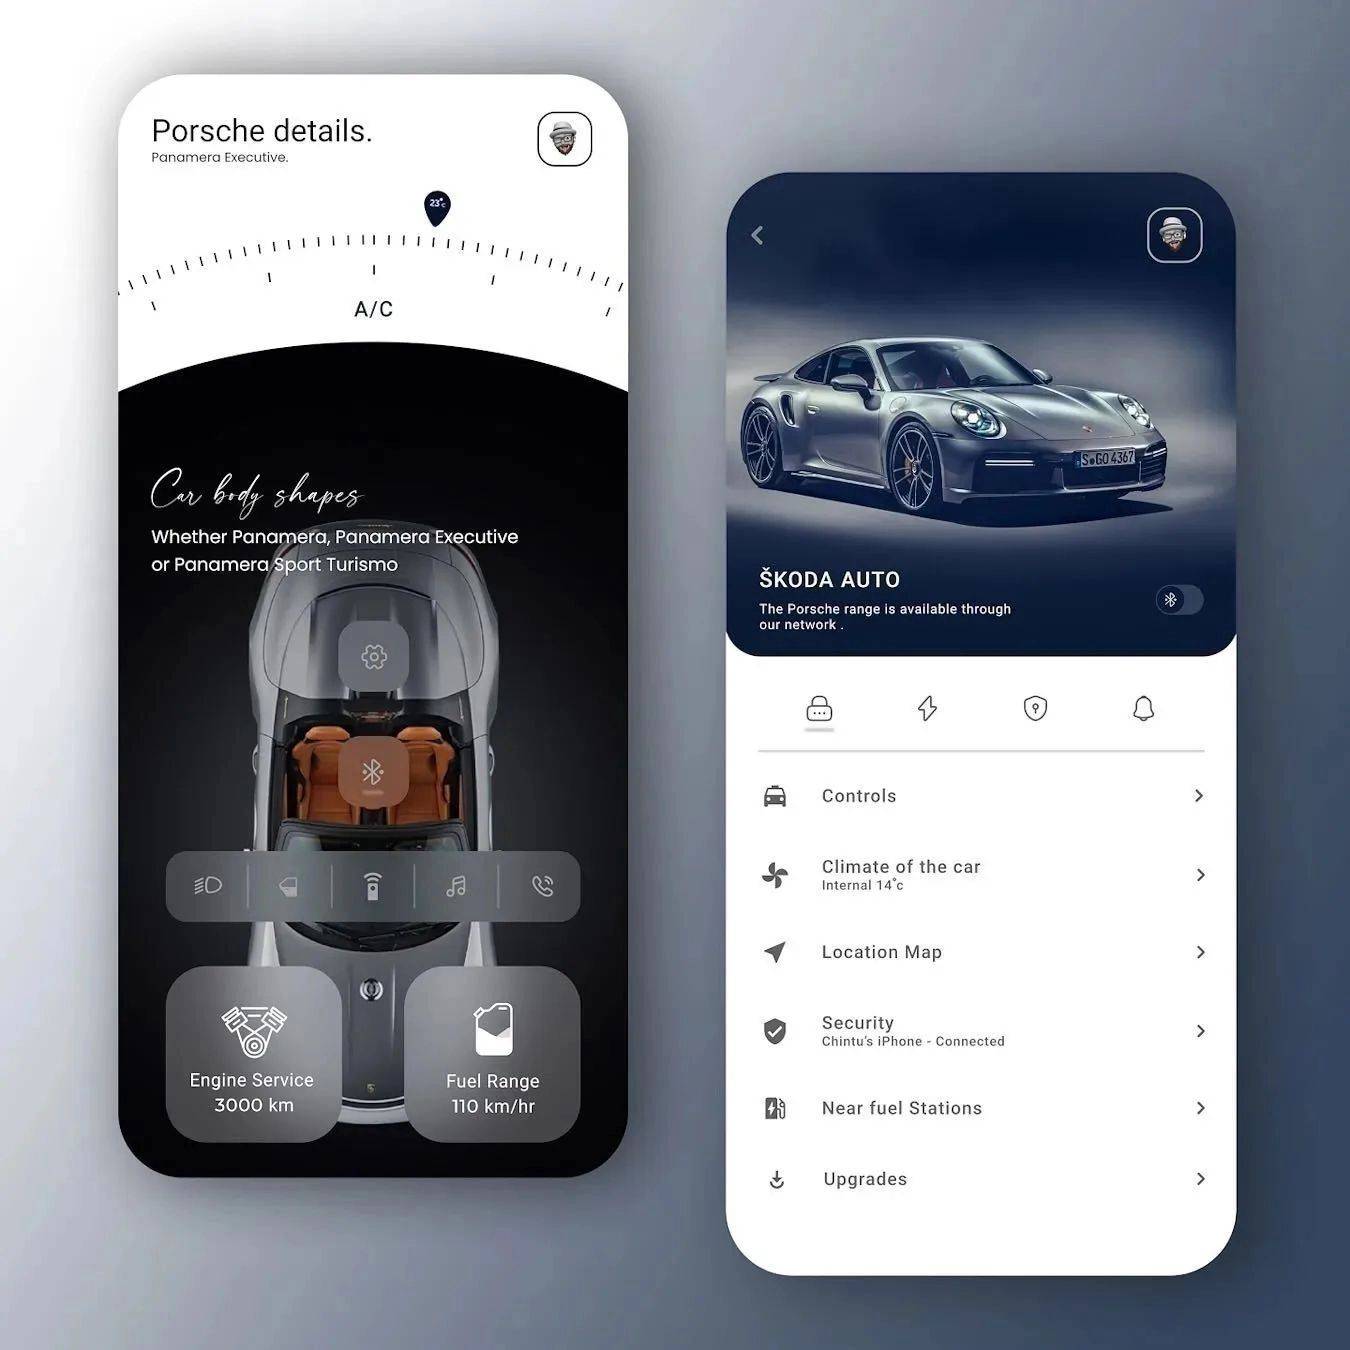 Porsche details.
Panamera Executive.
23°c
A/C
Car body shapes
Whether Panamera, Panamera Executive
or Panamera Sport Turismo
Engine Service
3000 km
Fuel Range
110 km/hr
S GO 4367
ŠKODA AUTO
The Porsche range is available through
our network .
Controls
Climate of the car
Internal 14°c
Location Map
Security
Chintu's iPhone - Connected
Near fuel Stations
Upgrades